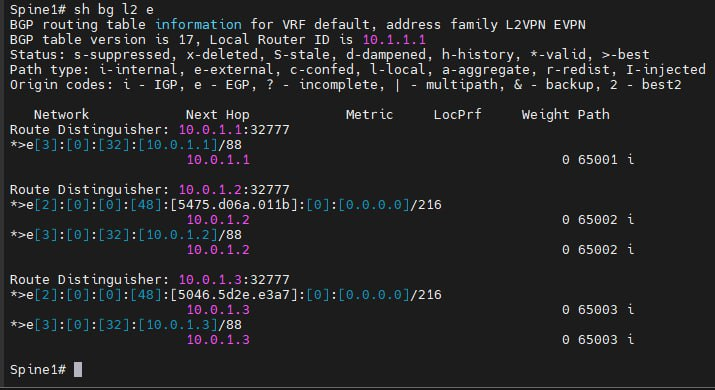 Spine1# sh bg l2 e
BGP routing table information for VRF default, address family L2VPN EVPN
BGP table version is 17, Local Router ID is 10.1.1.1
Status: s-suppressed, x-deleted, S-stale, d-dampened, h-history, *-valid, >-best
Path type: i-internal, e-external, c-confed, l-local, a-aggregate, r-redist, I-injected
Origin codes: i - IGP, e - EGP, ? - incomplete, | - multipath, & - backup, 2 - best2
Network Next Hop Metric LocPrf Weight Path
Route Distinguisher: 10.0.1.1:32777
*>e[3]:[0]:[32]:[10.0.1.1]/88
10.0.1.1 0 65001 i
Route Distinguisher: 10.0.1.2:32777
*>e[2]:[0]:[0]:[48]:[5475.d06a.011b]:[0]:[0.0.0.0]/216
10.0.1.2 0 65002 i
*>e[3]:[0]:[32]:[10.0.1.2]/88
10.0.1.2 0 65002 i
Route Distinguisher: 10.0.1.3:32777
*>e[2]:[0]:[0]:[48]:[5046.5d2e.e3a7]:[0]:[0.0.0.0]/216
10.0.1.3 0 65003 i
*>e[3]:[0]:[32]:[10.0.1.3]/88
10.0.1.3 0 65003 i
Spine1#